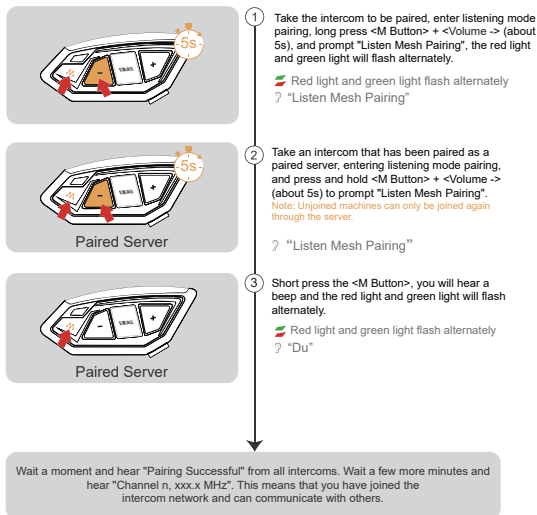 1
Take the intercom to be paired, enter listening mode
pairing, long press <M Button> + <Volume -> (about
5s), and prompt "Listen Mesh Pairing", the red light
and green light will flash alternately.
Red light and green light flash alternately
“Listen Mesh Pairing”
5s
2
Take an intercom that has been paired as a
paired server, entering listening mode pairing,
and press and hold <M Button> + <Volume ->
(about 5s) to prompt "Listen Mesh Pairing".
Note: Unjoined machines can only be joined again
through the server.
“Listen Mesh Pairing”
5s
Paired Server
3
Short press the <M Button>, you will hear a
beep and the red light and green light will flash
alternately.
Red light and green light flash alternately
“Du”
Paired Server
Wait a moment and hear "Pairing Successful" from all intercoms. Wait a few more minutes and
hear "Channel n, xxx.x MHz". This means that you have joined the
intercom network and can communicate with others.